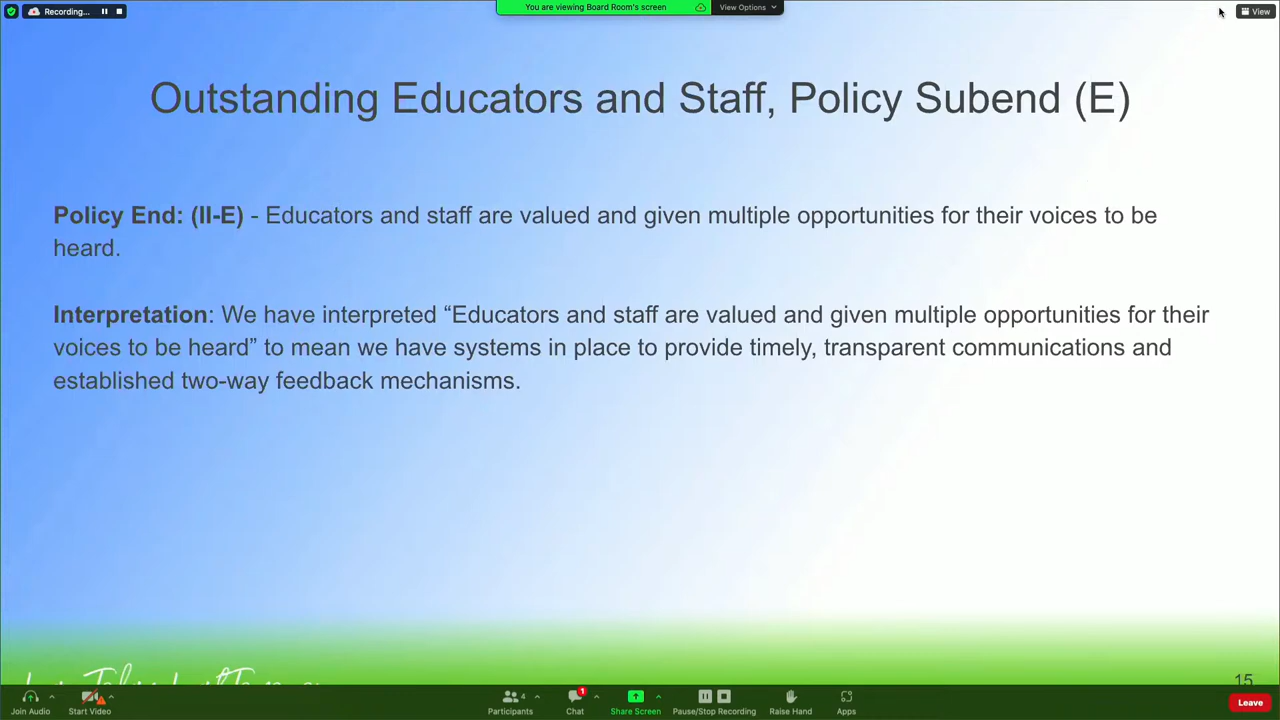 Recording...
You are viewing Board Room's screen
View Options
View
Outstanding Educators and Staff, Policy Subend (E)
Policy End: (II-E) - Educators and staff are valued and given multiple opportunities for their voices to be
heard.
Interpretation: We have interpreted “Educators and staff are valued and given multiple opportunities for their
voices to be heard” to mean we have systems in place to provide timely, transparent communications and
established two-way feedback mechanisms.
15
Join Audio
Start Video
4
Participants
1
Chat
Share Screen
Pause/Stop Recording
Raise Hand
Apps
Leave